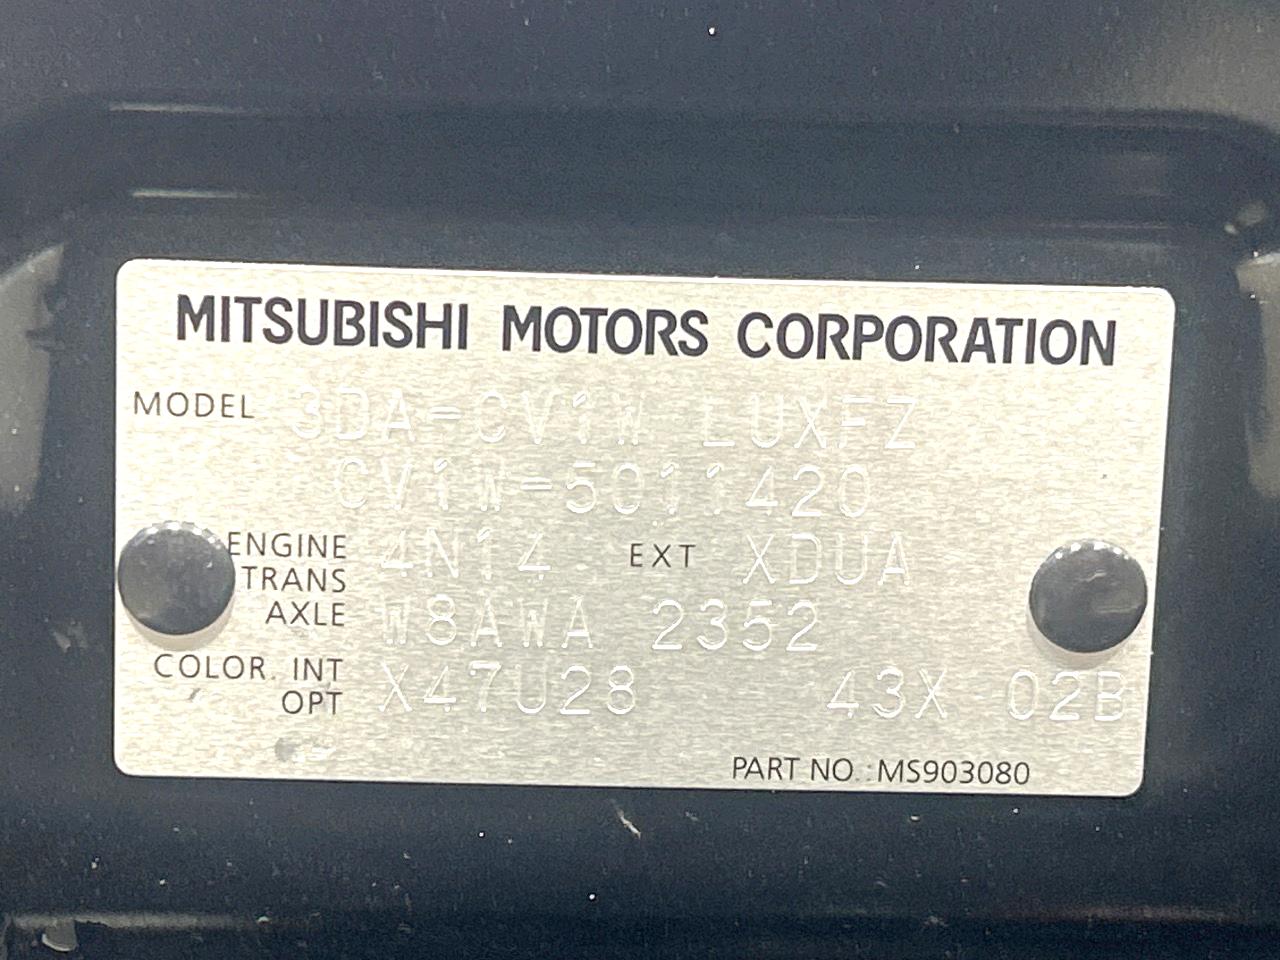 MITSUBISHI MOTORS CORPORATION
MODEL 3DA-CV1W LUXFZ
CV1W-5011420
ENGINE 4N14 EXT XDUA
TRANS
AXLE W8AWA 2352
COLOR. INT
OPT X47U28 43X 02B
PART NO.:MS903080